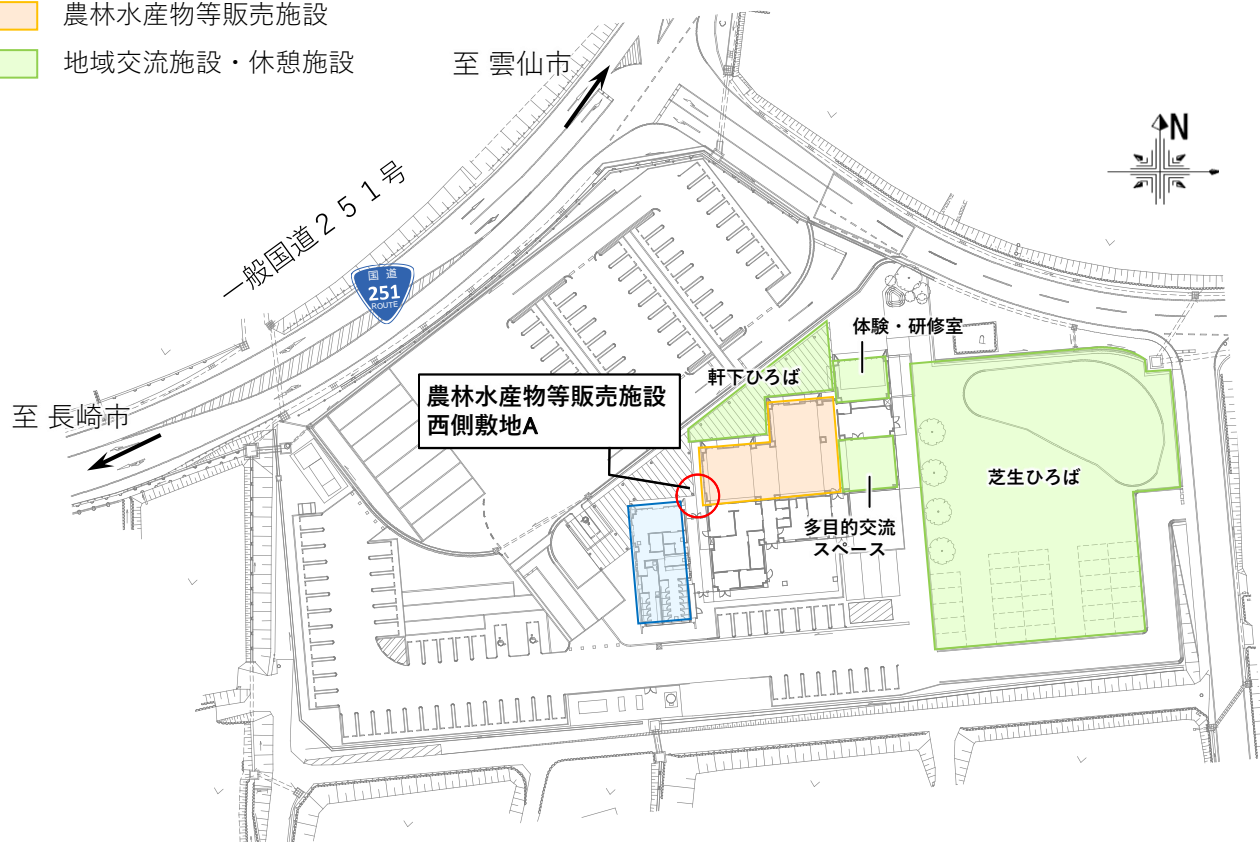 農林水産物等販売施設
地域交流施設・休憩施設
至 雲仙市
N
一般国道２５１号
国道
251
ROUTE
体験・研修室
軒下ひろば
農林水産物等販売施設
西側敷地A
至 長崎市
芝生ひろば
多目的交流
スペース